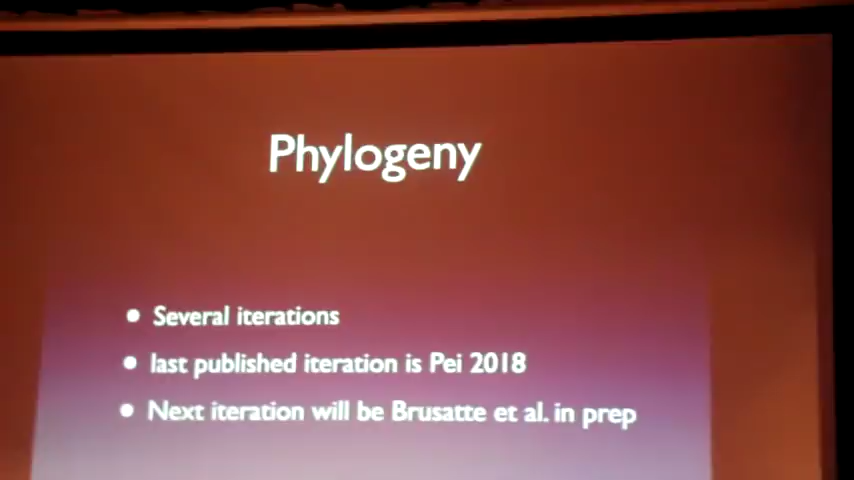 Phylogeny
• Several iterations
• last published iteration is Pei 2018
• Next iteration will be Brusatte et al. in prep